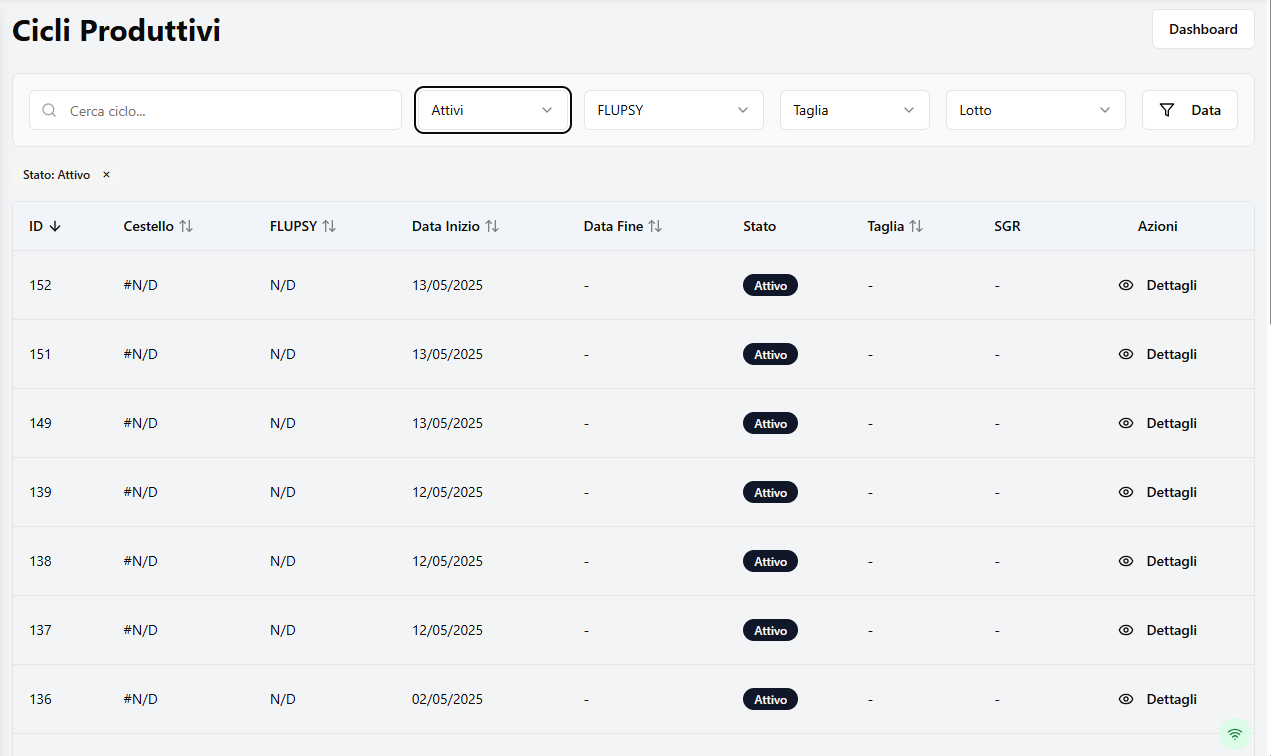 Cicli Produttivi
Dashboard
Cerca ciclo...
Attivi
FLUPSY
Taglia
Lotto
Data
Stato: Attivo ×
ID Cestello FLUPSY Data Inizio Data Fine Stato Taglia SGR Azioni
152 #N/D N/D 13/05/2025 - Attivo - - Dettagli
151 #N/D N/D 13/05/2025 - Attivo - - Dettagli
149 #N/D N/D 13/05/2025 - Attivo - - Dettagli
139 #N/D N/D 12/05/2025 - Attivo - - Dettagli
138 #N/D N/D 12/05/2025 - Attivo - - Dettagli
137 #N/D N/D 12/05/2025 - Attivo - - Dettagli
136 #N/D N/D 02/05/2025 - Attivo - - Dettagli